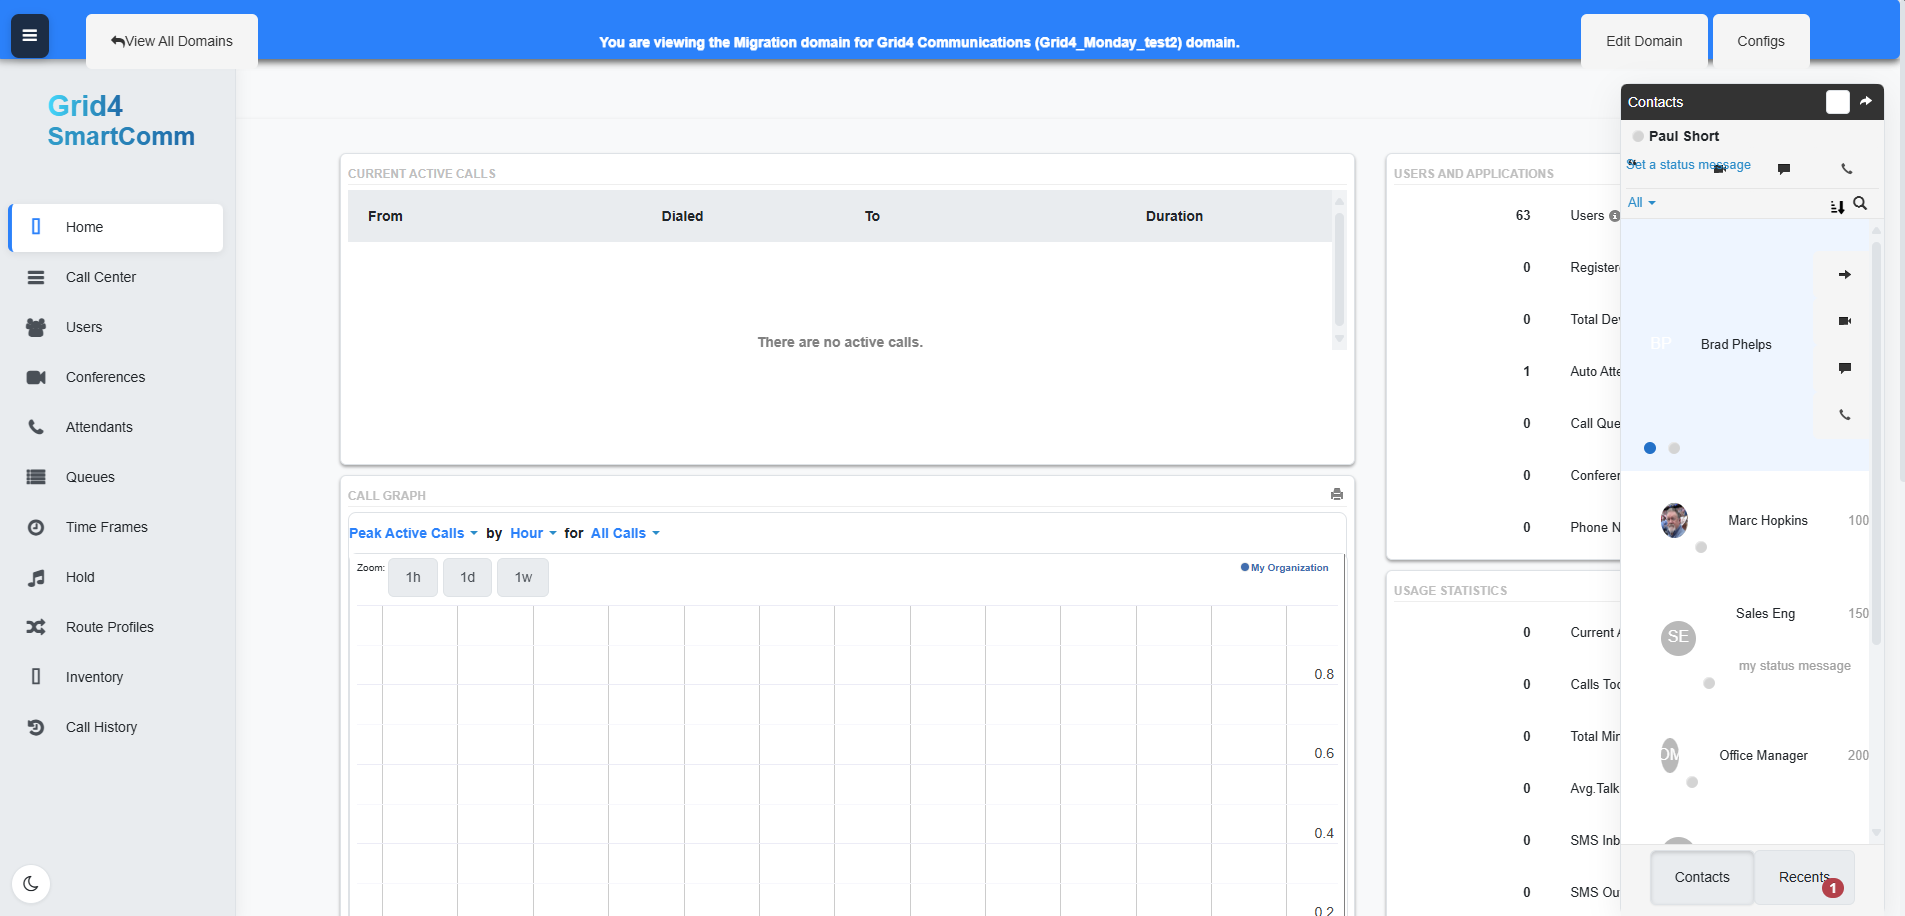 View All Domains
You are viewing the Migration domain for Grid4 Communications (Grid4_Monday_test2) domain.
Edit Domain
Configs
Grid4
SmartComm
Home
Call Center
Users
Conferences
Attendants
Queues
Time Frames
Hold
Route Profiles
Inventory
Call History
CURRENT ACTIVE CALLS
From Dialed To Duration
There are no active calls.
CALL GRAPH
Peak Active Calls by Hour for All Calls
Zoom: 1h 1d 1w
My Organization
0.8
0.6
0.4
0.2
USERS AND APPLICATIONS
63 Users
0 Register
0 Total Dev
1 Auto Atte
0 Call Que
0 Conferen
0 Phone N
USAGE STATISTICS
0 Current A
0 Calls Tod
0 Total Min
0 Avg.Talk
0 SMS Inb
0 SMS Ou
Contacts
Paul Short
Set a status message
All
BP Brad Phelps
Marc Hopkins 100
Sales Eng 150
SE
my status message
OM Office Manager 200
Contacts
Recents 1